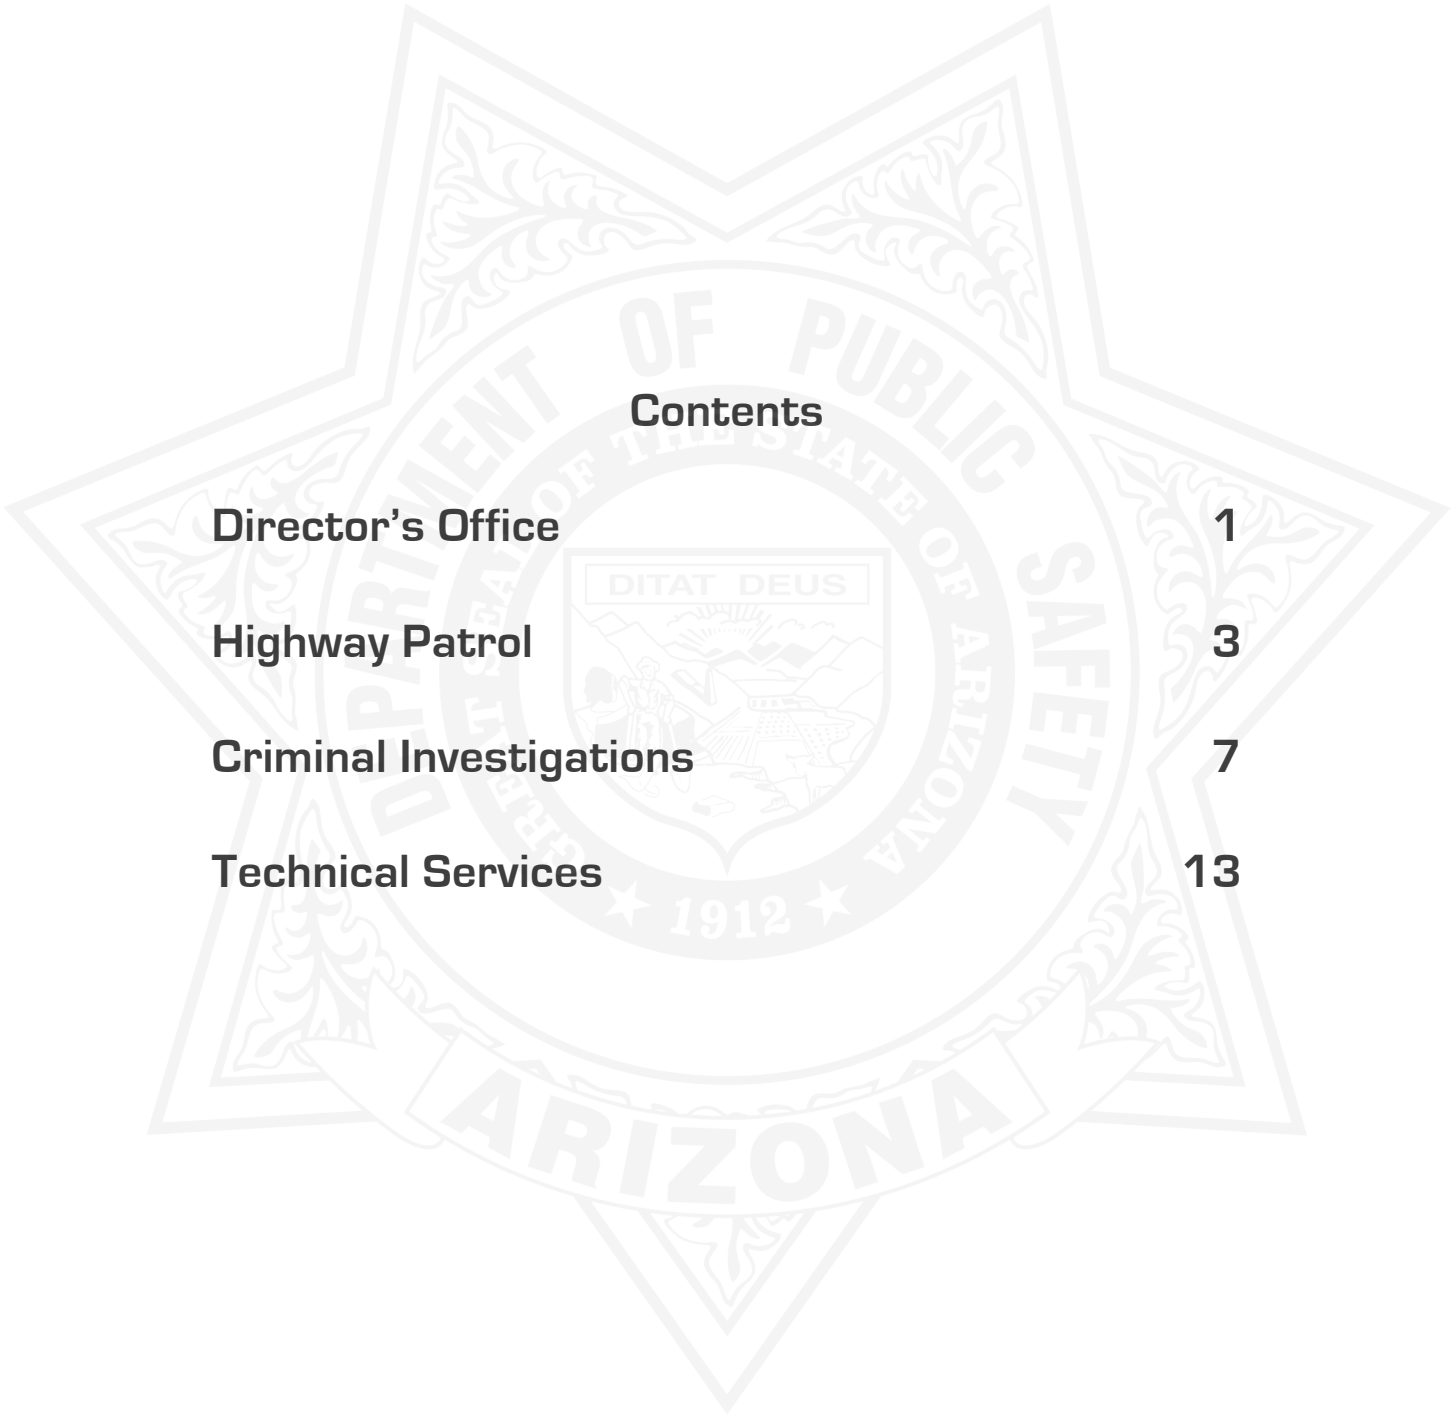 Contents
Director’s Office 1
Highway Patrol 3
Criminal Investigations 7
Technical Services 13
DEPARTMENT OF PUBLIC SAFETY
GREAT SEAL OF THE STATE OF ARIZONA
DITAT DEUS
1912
ARIZONA